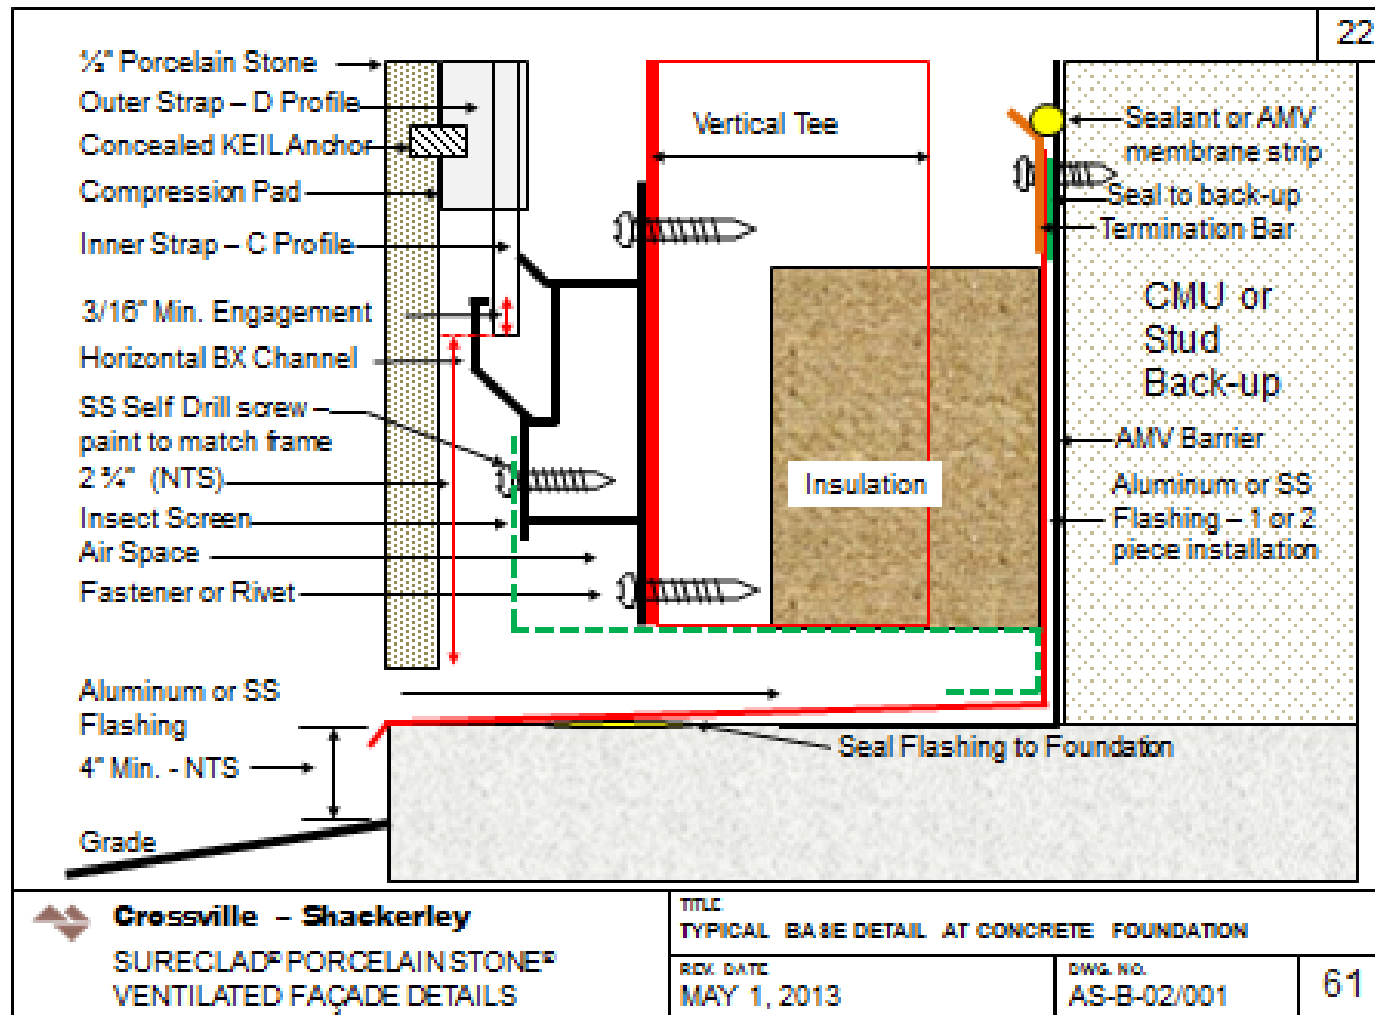 22
½" Porcelain Stone
Outer Strap – D Profile
Concealed KEIL Anchor
Compression Pad
Inner Strap – C Profile
3/16" Min. Engagement
Horizontal BX Channel
SS Self Drill screw –
paint to match frame
2 ¾" (NTS)
Insect Screen
Air Space
Fastener or Rivet
Aluminum or SS
Flashing
4" Min. - NTS
Grade
Vertical Tee
Insulation
Sealant or AMV
membrane strip
Seal to back-up
Termination Bar
CMU or
Stud
Back-up
AMV Barrier
Aluminum or SS
Flashing – 1 or 2
piece installation
Seal Flashing to Foundation
Crossville – Shackerley
SURECLAD® PORCELAIN STONE®
VENTILATED FAÇADE DETAILS
TITLE
TYPICAL BASE DETAIL AT CONCRETE FOUNDATION
REV. DATE
MAY 1, 2013
DWG. NO.
AS-B-02/001
61